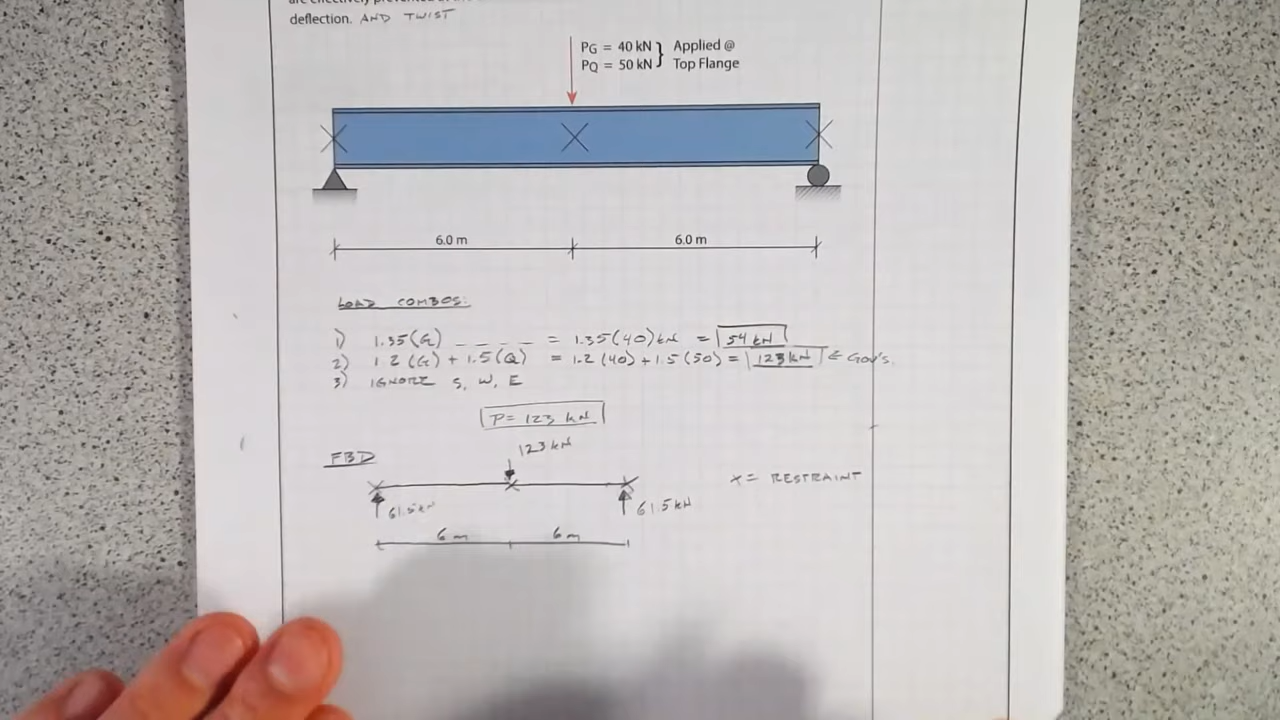 are effectively prevented
deflection. AND TWIST
PG = 40 kN } Applied @
PQ = 50 kN } Top Flange
6.0 m 6.0 m
LOAD COMBOS:
1) 1.35(G) _ _ _ _ = 1.35(40)kN = 54 kN
2) 1.2(G) + 1.5(Q) = 1.2(40) + 1.5(50) = 123 kN ← GOV'S.
3) IGNORE S, W, E
P = 123 kN
123 kN
FBD
X = RESTRAINT
61.5 kN 61.5 kN
6 m 6 m